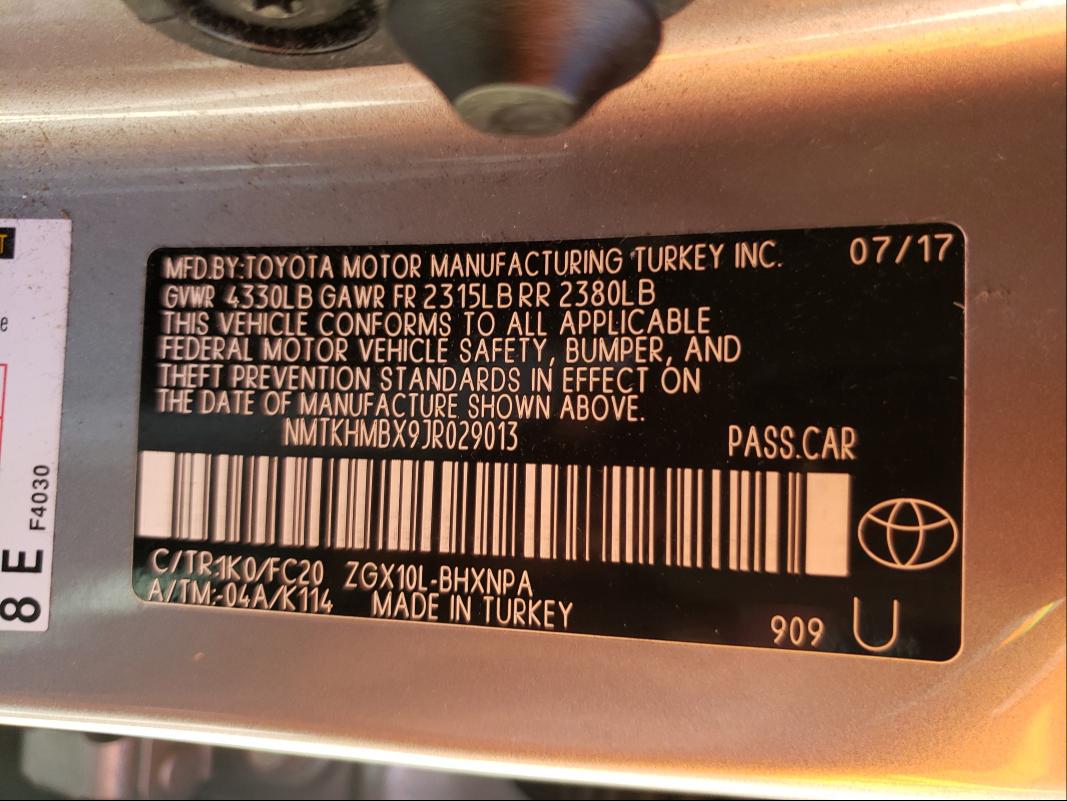 MFD.BY:TOYOTA MOTOR MANUFACTURING TURKEY INC. 07/17
GVWR 4330LB GAWR FR 2315LB RR 2380LB
THIS VEHICLE CONFORMS TO ALL APPLICABLE
FEDERAL MOTOR VEHICLE SAFETY, BUMPER, AND
THEFT PREVENTION STANDARDS IN EFFECT ON
THE DATE OF MANUFACTURE SHOWN ABOVE.
NMTKHMBX9JR029013 PASS.CAR
C/TR:1K0/FC20 ZGX10L-BHXNPA
A/TM:-04A/K114 MADE IN TURKEY
909 U
F4030
8 E